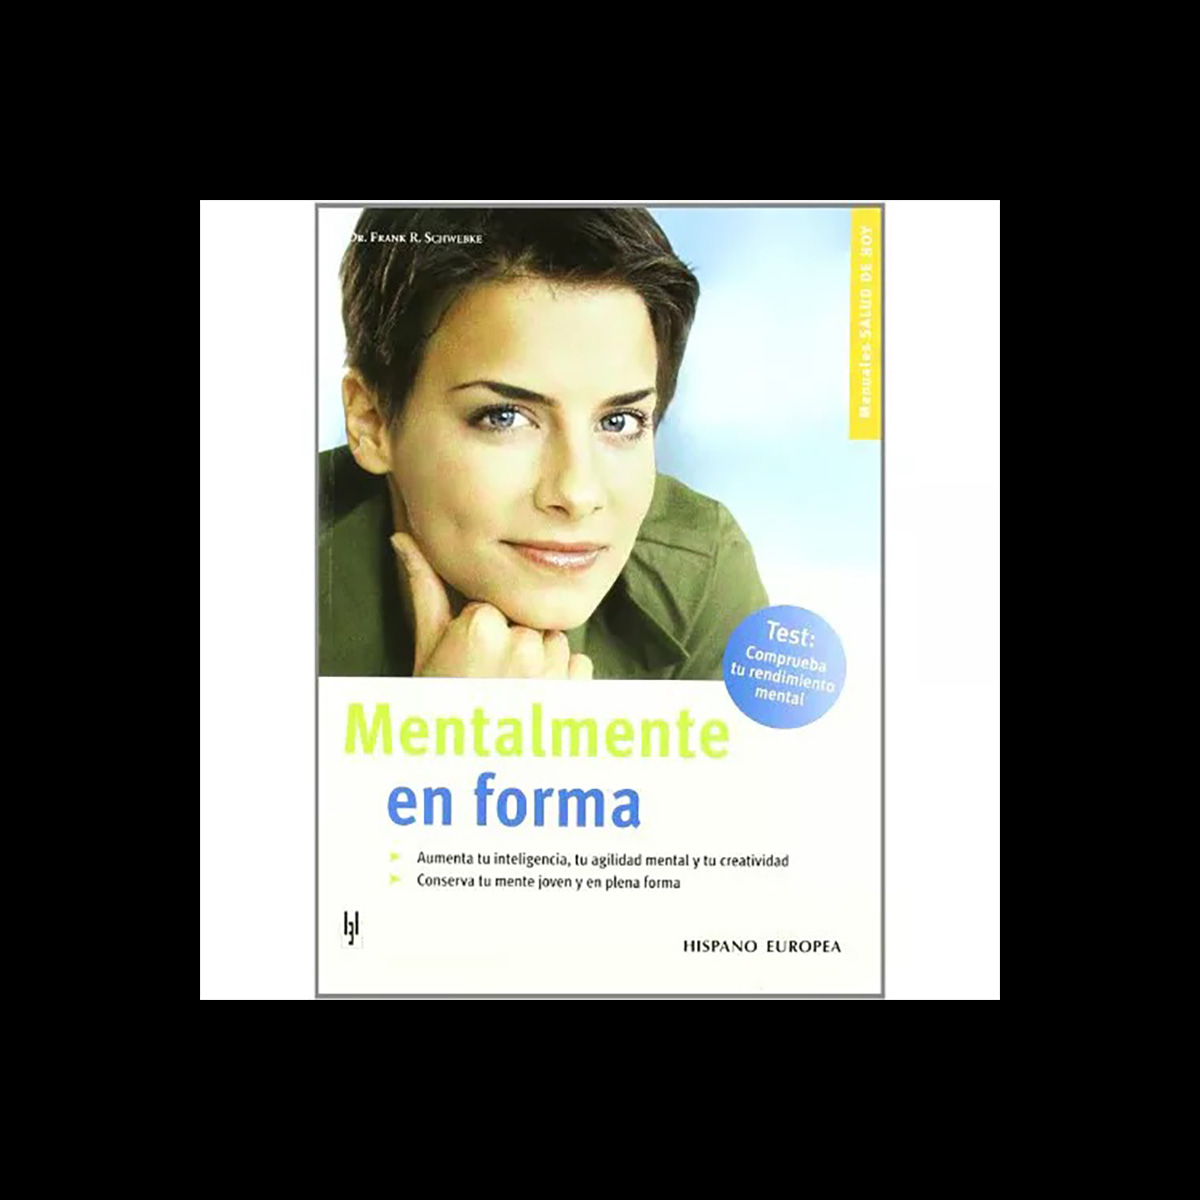 Dr. Frank R. Schwebke
Manuales SALUD DE HOY
Test:
Comprueba
tu rendimiento
mental
Mentalmente
en forma
Aumenta tu inteligencia, tu agilidad mental y tu creatividad
Conserva tu mente joven y en plena forma
HISPANO EUROPEA